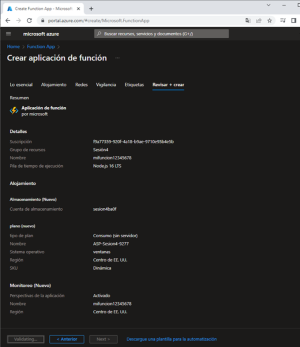 Create Function App - Microsoft
portal.azure.com/#create/Microsoft.FunctionApp
microsoft azure
Buscar recursos, servicios y documentos (G+/)
Home > Function App >
Crear aplicación de función
Lo esencial Alojamiento Redes Vigilancia Etiquetas Revisar + crear
Resumen
Aplicación de función
por microsoft
Detalles
Suscripción
Grupo de recursos Sesión4
Nombre mifuncion12345678
Pila de tiempo de ejecución Node.js 16 LTS
Alojamiento
Almacenamiento (Nuevo)
Cuenta de almacenamiento sesion4ba0f
plano (nuevo)
tipo de plan Consumo (sin servidor)
Nombre ASP-Sesion4-9277
Sistema operativo ventanas
Región Centro de EE. UU.
SKU Dinámica
Monitoreo (Nuevo)
Perspectivas de la aplicación Activado
Nombre mifuncion12345678
Región Centro de EE. UU.
Validating... < Anterior Next > Descargue una plantilla para la automatización